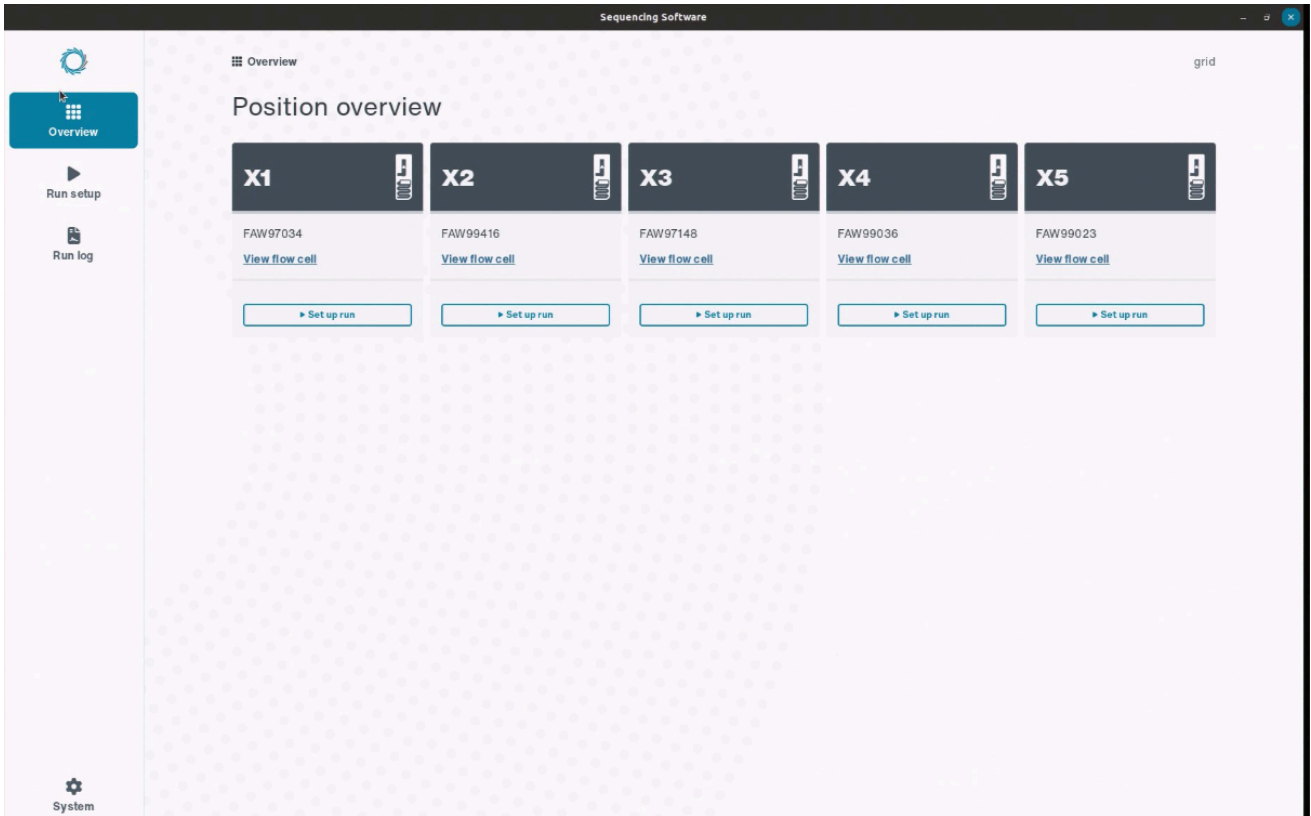 Sequencing Software
Overview
Run setup
Run log
System
Overview
grid
Position overview
X1
FAW97034
View flow cell
Set up run
X2
FAW99416
View flow cell
Set up run
X3
FAW97148
View flow cell
Set up run
X4
FAW99036
View flow cell
Set up run
X5
FAW99023
View flow cell
Set up run